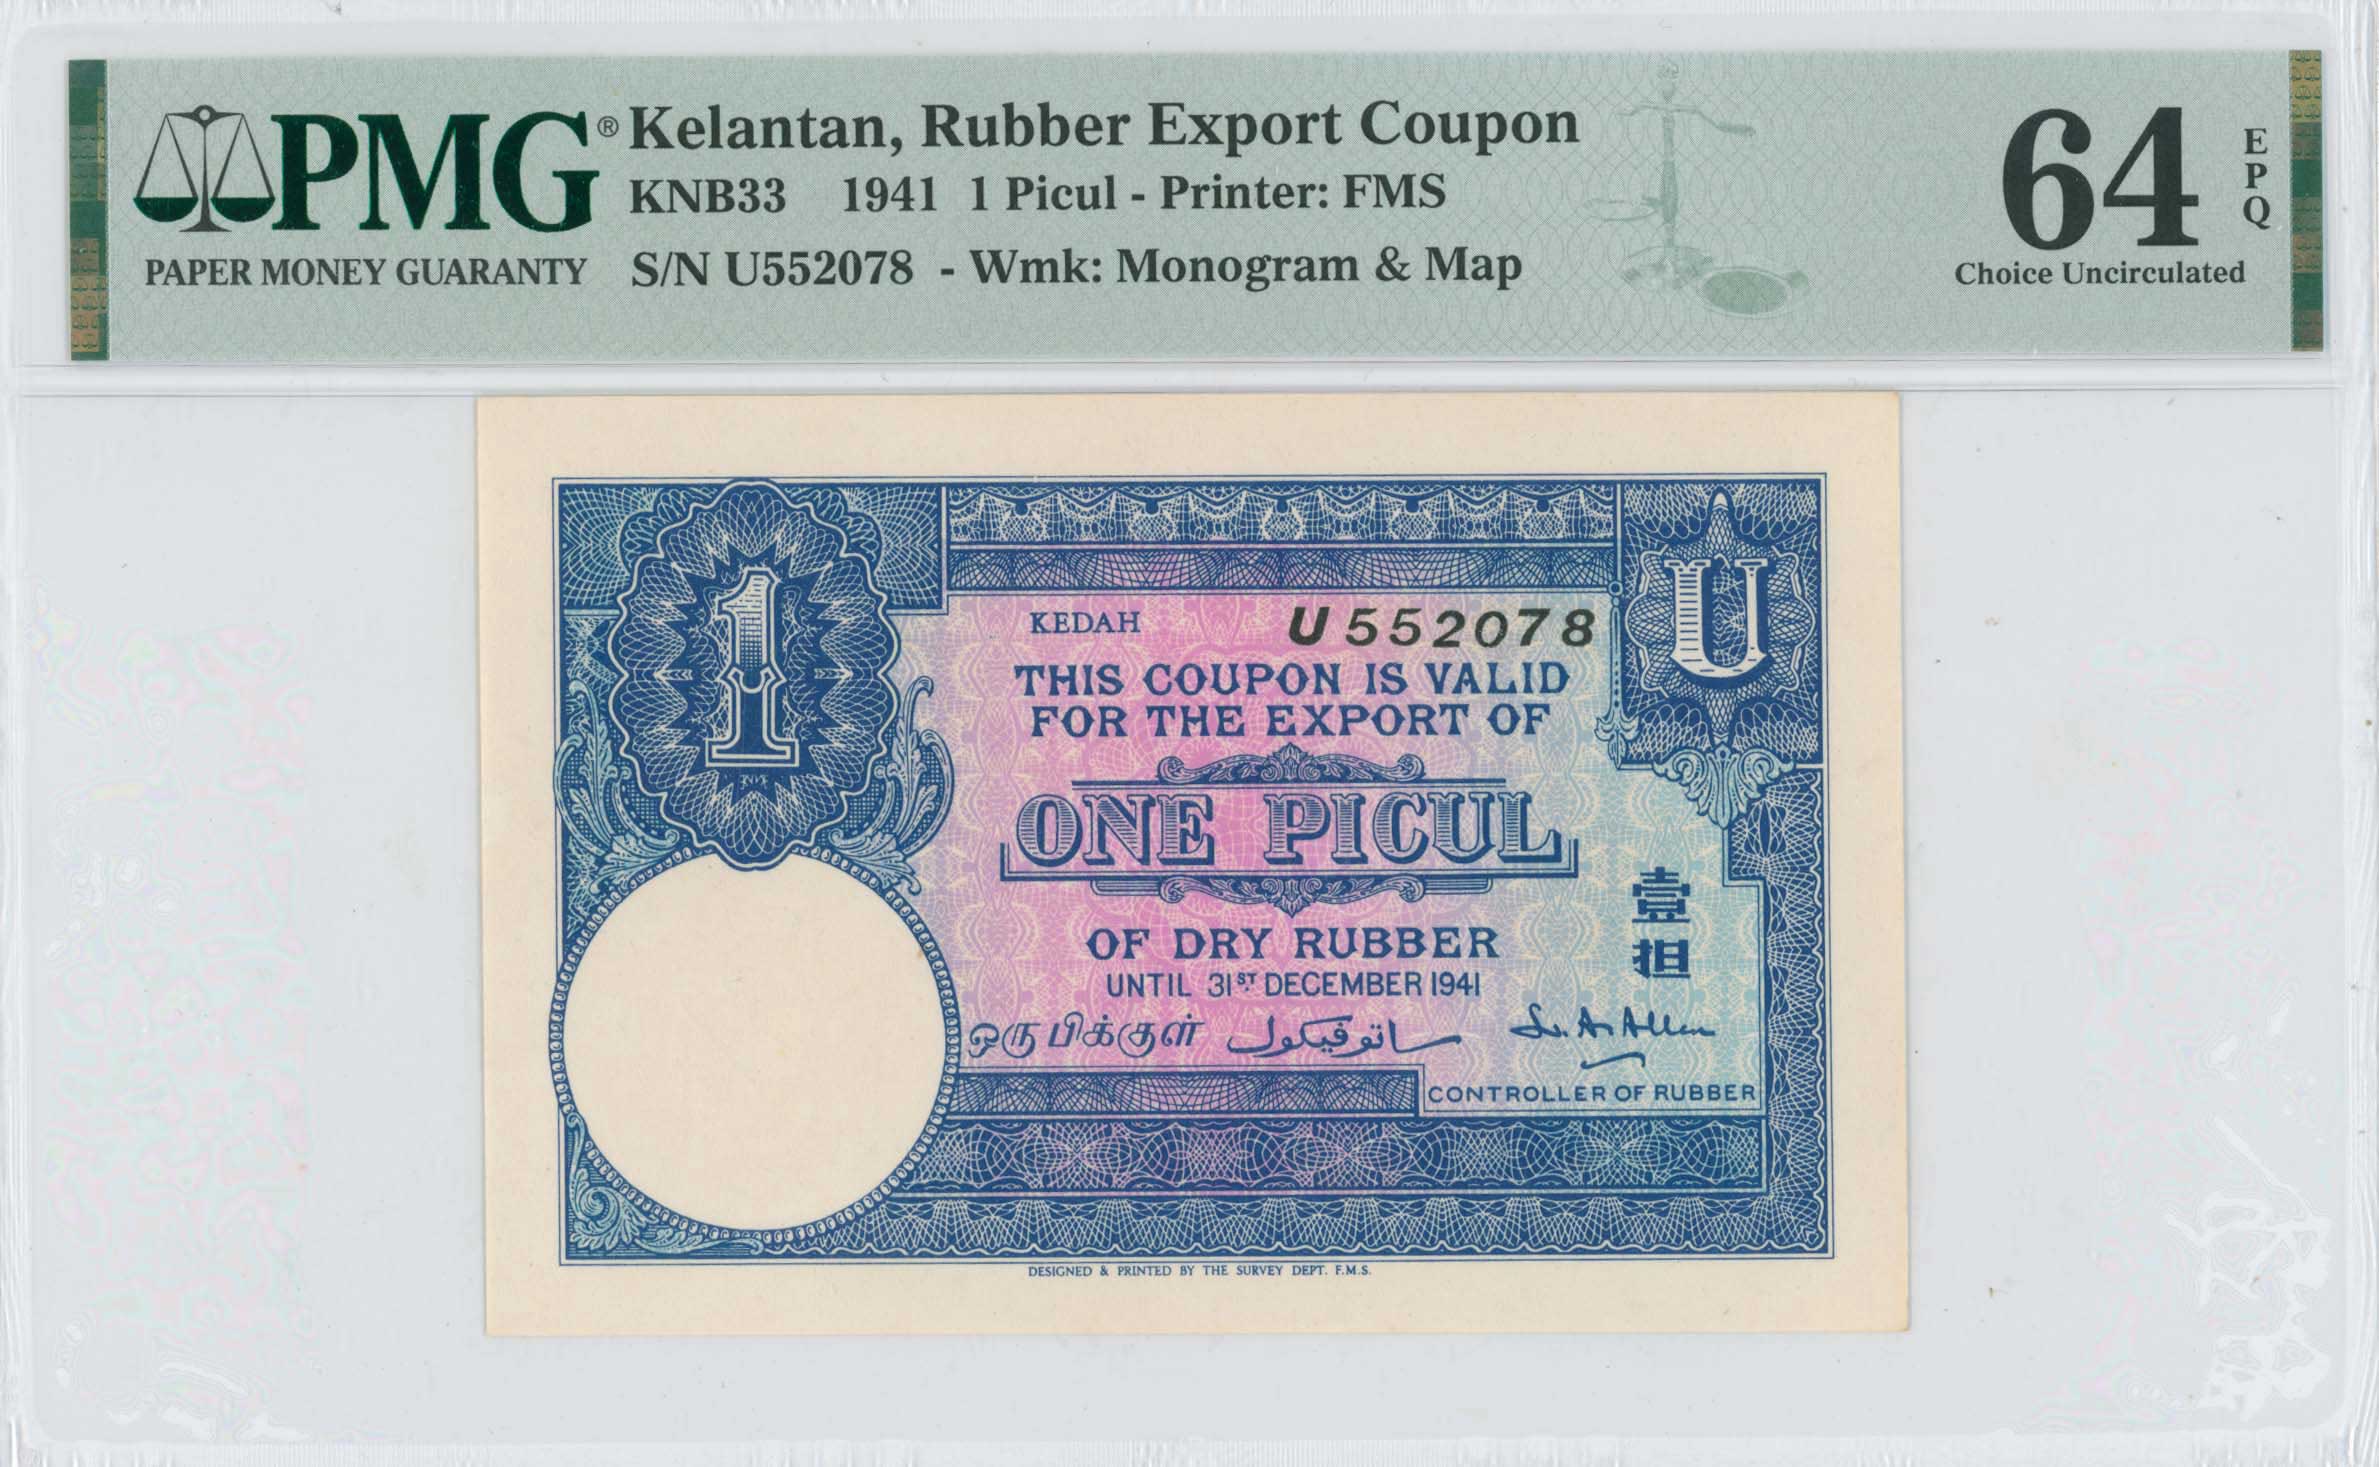 PMG®
PAPER MONEY GUARANTY
Kelantan, Rubber Export Coupon
KNB33 1941 1 Picul - Printer: FMS
S/N U552078 - Wmk: Monogram & Map
64 EPQ
Choice Uncirculated
1
U
KEDAH U552078
THIS COUPON IS VALID
FOR THE EXPORT OF
ONE PICUL
OF DRY RUBBER
UNTIL 31ST DECEMBER 1941
壹担
ஒரு பிக்குள் ساتو فيكول
CONTROLLER OF RUBBER
DESIGNED & PRINTED BY THE SURVEY DEPT. F.M.S.